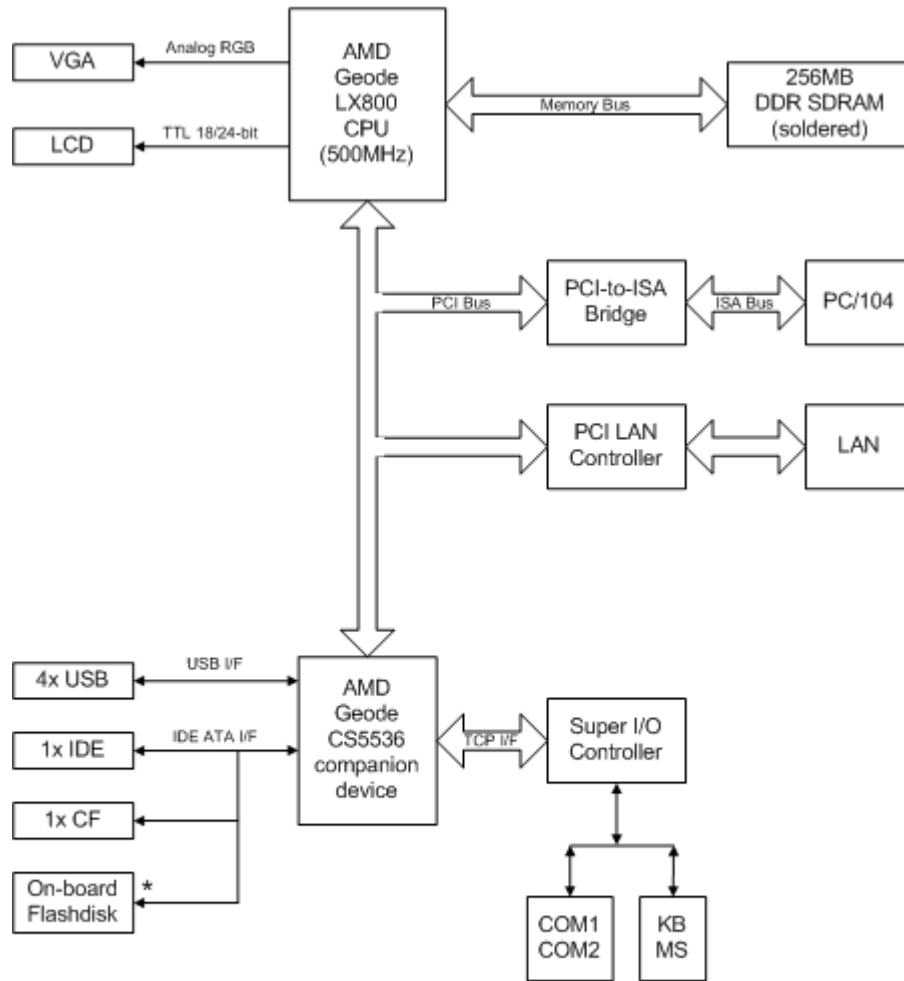 VGA
Analog RGB
AMD
Geode
LX800
CPU
(500MHz)
Memory Bus
256MB
DDR SDRAM
(soldered)
LCD
TTL 18/24-bit
PCI Bus
PCI-to-ISA
Bridge
ISA Bus
PC/104
PCI LAN
Controller
LAN
4x USB
USB I/F
AMD
Geode
CS5536
companion
device
TCP I/F
Super I/O
Controller
1x IDE
IDE ATA I/F
1x CF
On-board
Flashdisk
*
COM1
COM2
KB
MS